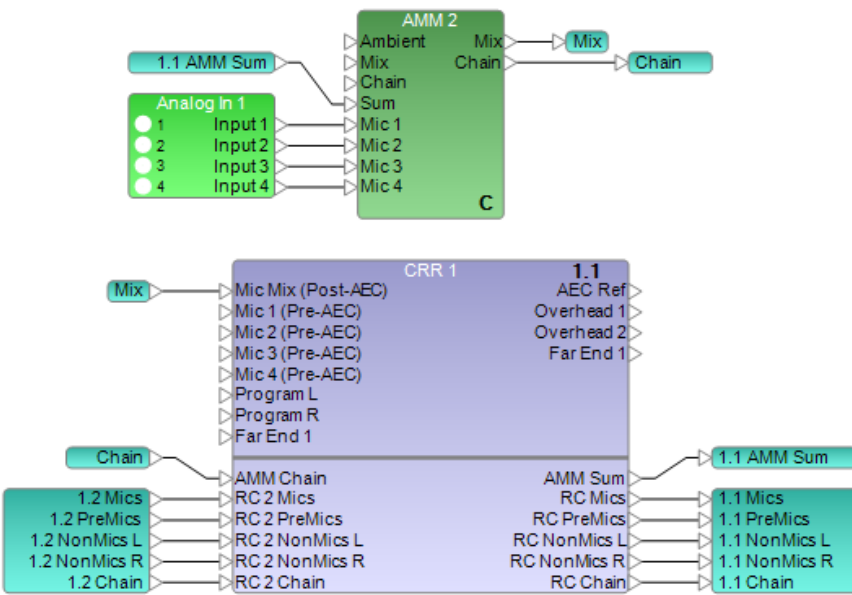 AMM 2
Ambient Mix Mix
1.1 AMM Sum Mix Chain Chain
Chain
Analog In 1 Sum
1 Input 1 Mic 1
2 Input 2 Mic 2
3 Input 3 Mic 3
4 Input 4 Mic 4
C
CRR 1 1.1
Mix Mic Mix (Post-AEC) AEC Ref
Mic 1 (Pre-AEC) Overhead 1
Mic 2 (Pre-AEC) Overhead 2
Mic 3 (Pre-AEC) Far End 1
Mic 4 (Pre-AEC)
Program L
Program R
Far End 1
Chain 1.1 AMM Sum
AMM Chain AMM Sum
1.2 Mics RC 2 Mics RC Mics 1.1 Mics
1.2 PreMics RC 2 PreMics RC PreMics 1.1 PreMics
1.2 NonMics L RC 2 NonMics L RC NonMics L 1.1 NonMics L
1.2 NonMics R RC 2 NonMics R RC NonMics R 1.1 NonMics R
1.2 Chain RC 2 Chain RC Chain 1.1 Chain